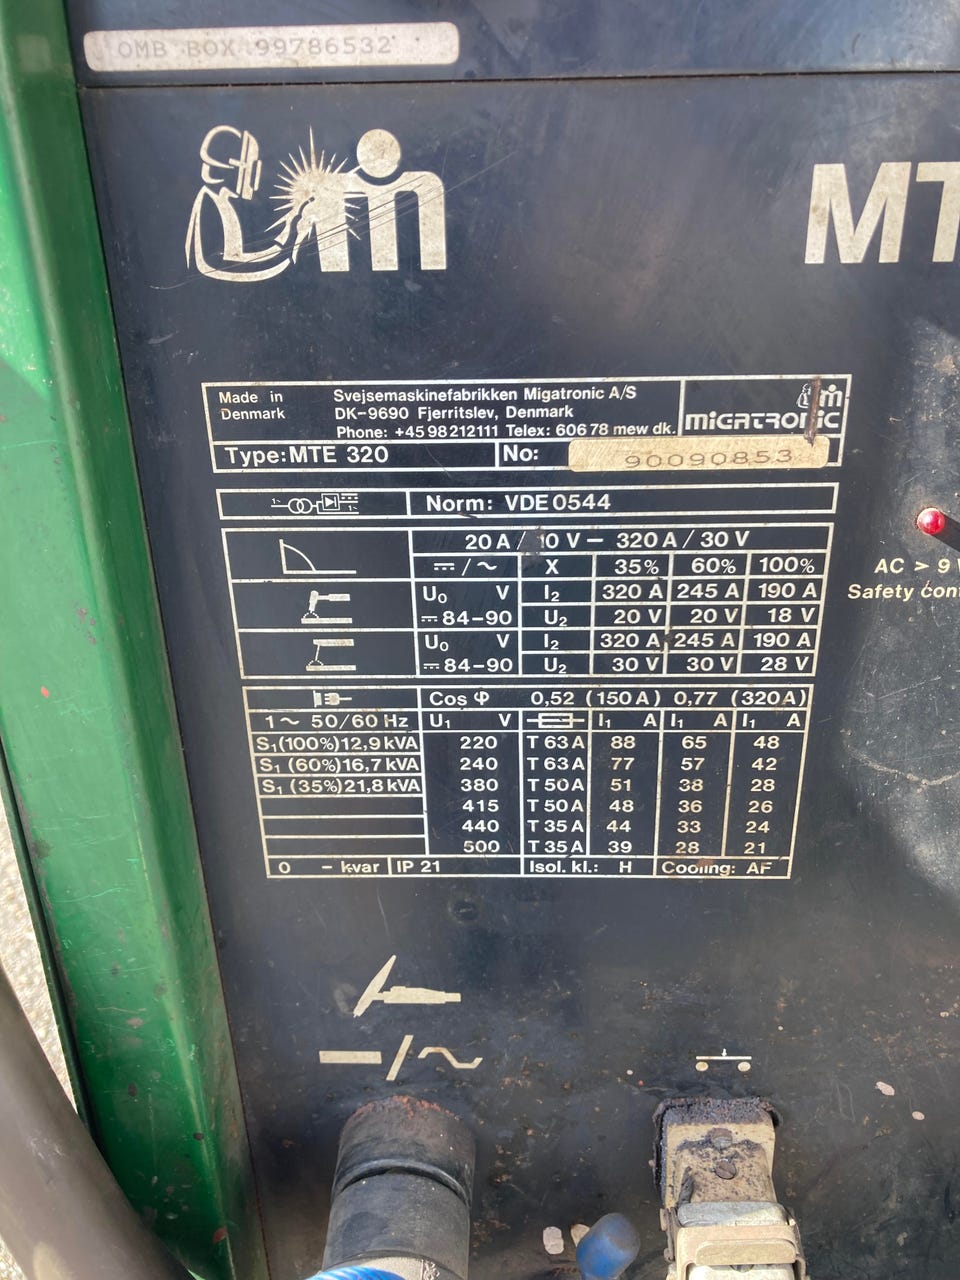 OMB BOX 99786532
m
MT
Made in
Denmark
Svejsemaskinefabrikken Migatronic A/S
DK-9690 Fjerritslev, Denmark
Phone: +45 98 212111 Telex: 606 78 mew dk.
MIGATRONIC
Type: MTE 320 No: 90090853
1~ Norm: VDE 0544
20 A / 10 V – 320 A / 30 V
/ ~ X 35% 60% 100%
U₀ V I₂ 320 A 245 A 190 A
84–90 U₂ 20 V 20 V 18 V
U₀ V I₂ 320 A 245 A 190 A
84–90 U₂ 30 V 30 V 28 V
Cos φ 0,52 (150 A) 0,77 (320 A)
1 ~ 50/60 Hz U₁ V I₁ A I₁ A I₁ A
S₁ (100%) 12,9 kVA 220 T 63 A 88 65 48
S₁ (60%) 16,7 kVA 240 T 63 A 77 57 42
S₁ (35%) 21,8 kVA 380 T 50 A 51 38 28
415 T 50 A 48 36 26
440 T 35 A 44 33 24
500 T 35 A 39 28 21
0 – kvar IP 21 Isol. kl.: H Cooling: AF
AC > 9
Safety